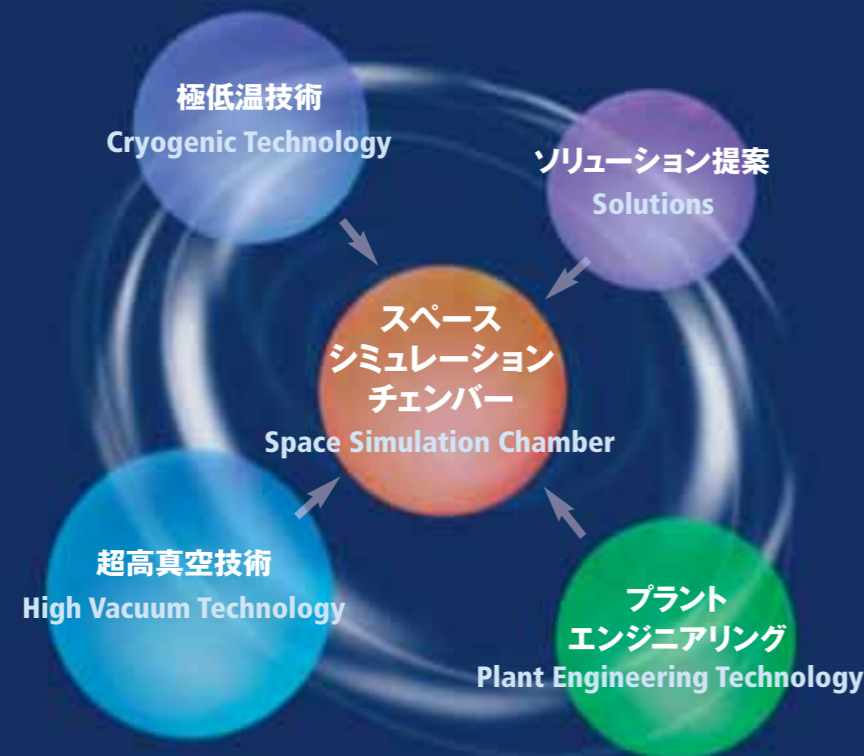 極低温技術
Cryogenic Technology
ソリューション提案
Solutions
スペース
シミュレーション
チェンバー
Space Simulation Chamber
超高真空技術
High Vacuum Technology
プラント
エンジニアリング
Plant Engineering Technology